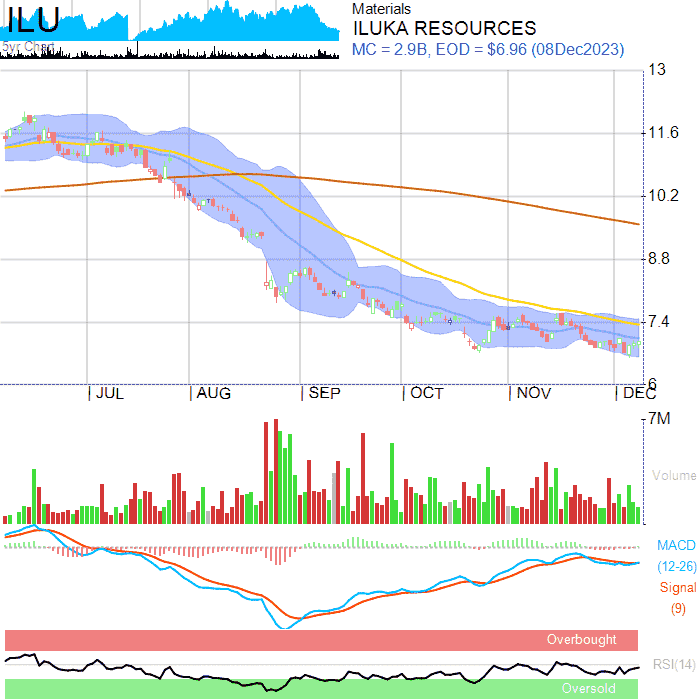 ILU
5yr Chart
Materials
ILUKA RESOURCES
MC = 2.9B, EOD = $6.96 (08Dec2023)
13
11.6
10.2
8.8
7.4
6
JUL AUG SEP OCT NOV DEC
7M
Volume
MACD
(12-26)
Signal
(9)
Overbought
RSI(14)
Oversold